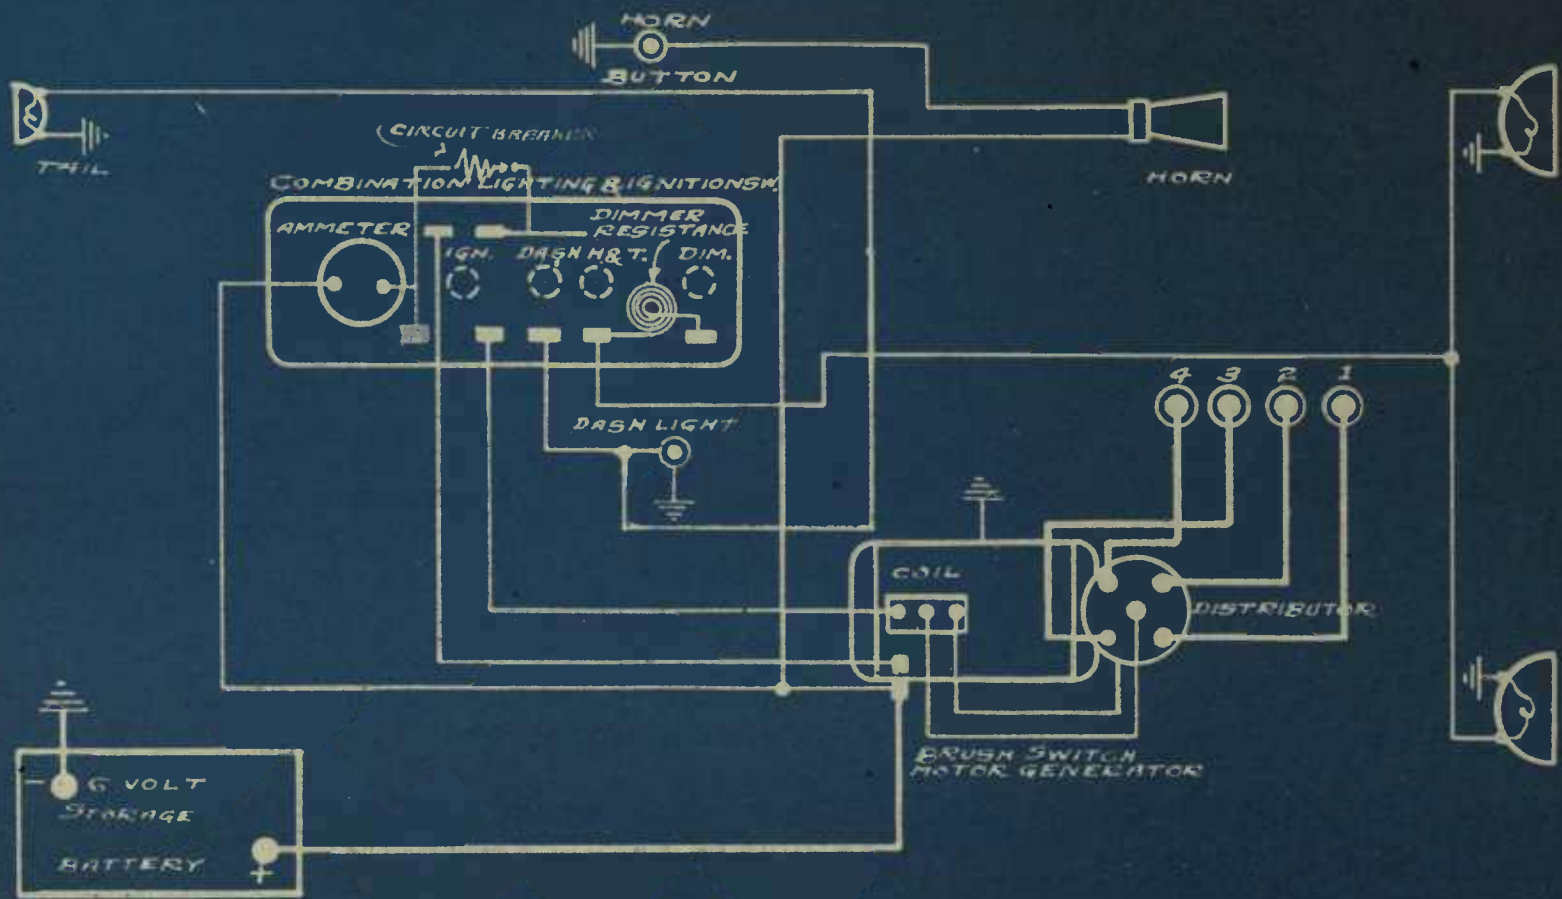 HORN
BUTTON
TAIL
CIRCUIT BREAKER
HORN
COMBINATION LIGHTING & IGNITION SW.
AMMETER
DIMMER
RESISTANCE
IGN. DASH H & T. DIM.
4 3 2 1
DASH LIGHT
COIL
DISTRIBUTOR
BRUSH SWITCH
MOTOR GENERATOR
- 6 VOLT
STORAGE
BATTERY
+